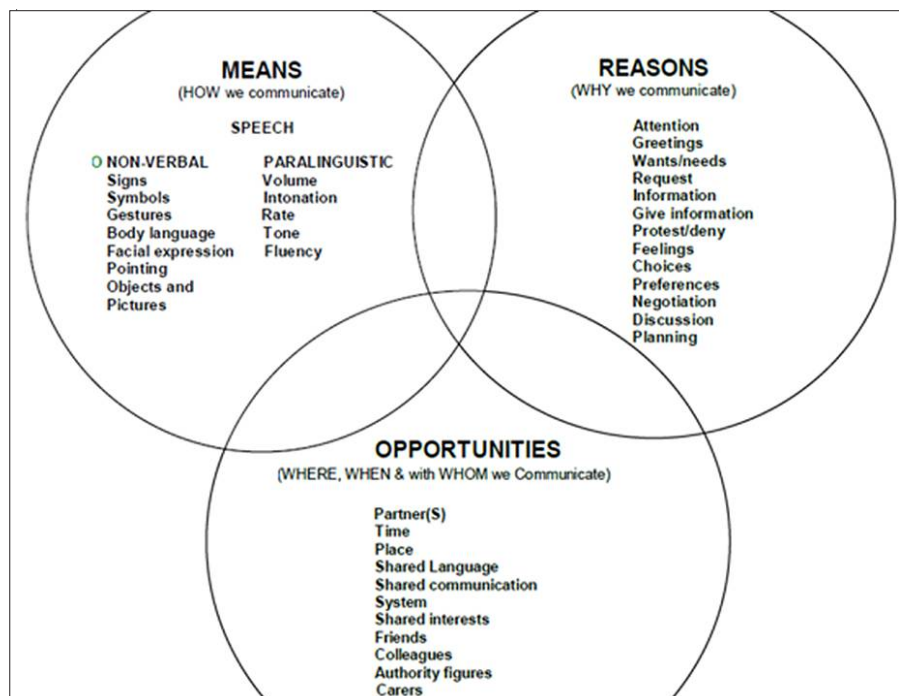 MEANS
(HOW we communicate)
SPEECH
O NON-VERBAL
Signs
Symbols
Gestures
Body language
Facial expression
Pointing
Objects and
Pictures
PARALINGUISTIC
Volume
Intonation
Rate
Tone
Fluency
REASONS
(WHY we communicate)
Attention
Greetings
Wants/needs
Request
Information
Give information
Protest/deny
Feelings
Choices
Preferences
Negotiation
Discussion
Planning
OPPORTUNITIES
(WHERE, WHEN & with WHOM we Communicate)
Partner(S)
Time
Place
Shared Language
Shared communication
System
Shared interests
Friends
Colleagues
Authority figures
Carers